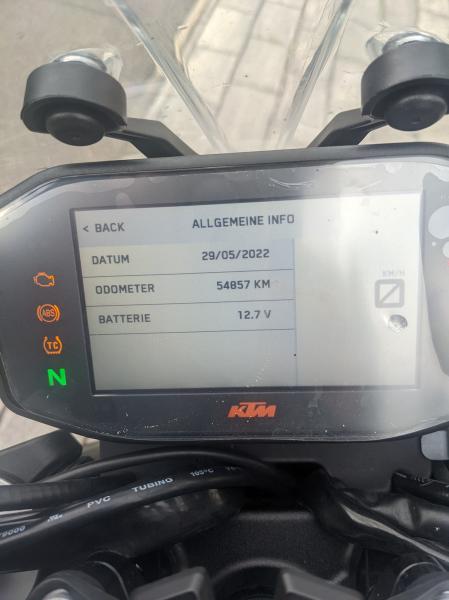 < BACK
ALLGEMEINE INFO
DATUM 29/05/2022
ODOMETER 54857 KM
BATTERIE 12.7 V
KM/H
0
ABS
TC
N
KTM
PVC TUBING 105°C